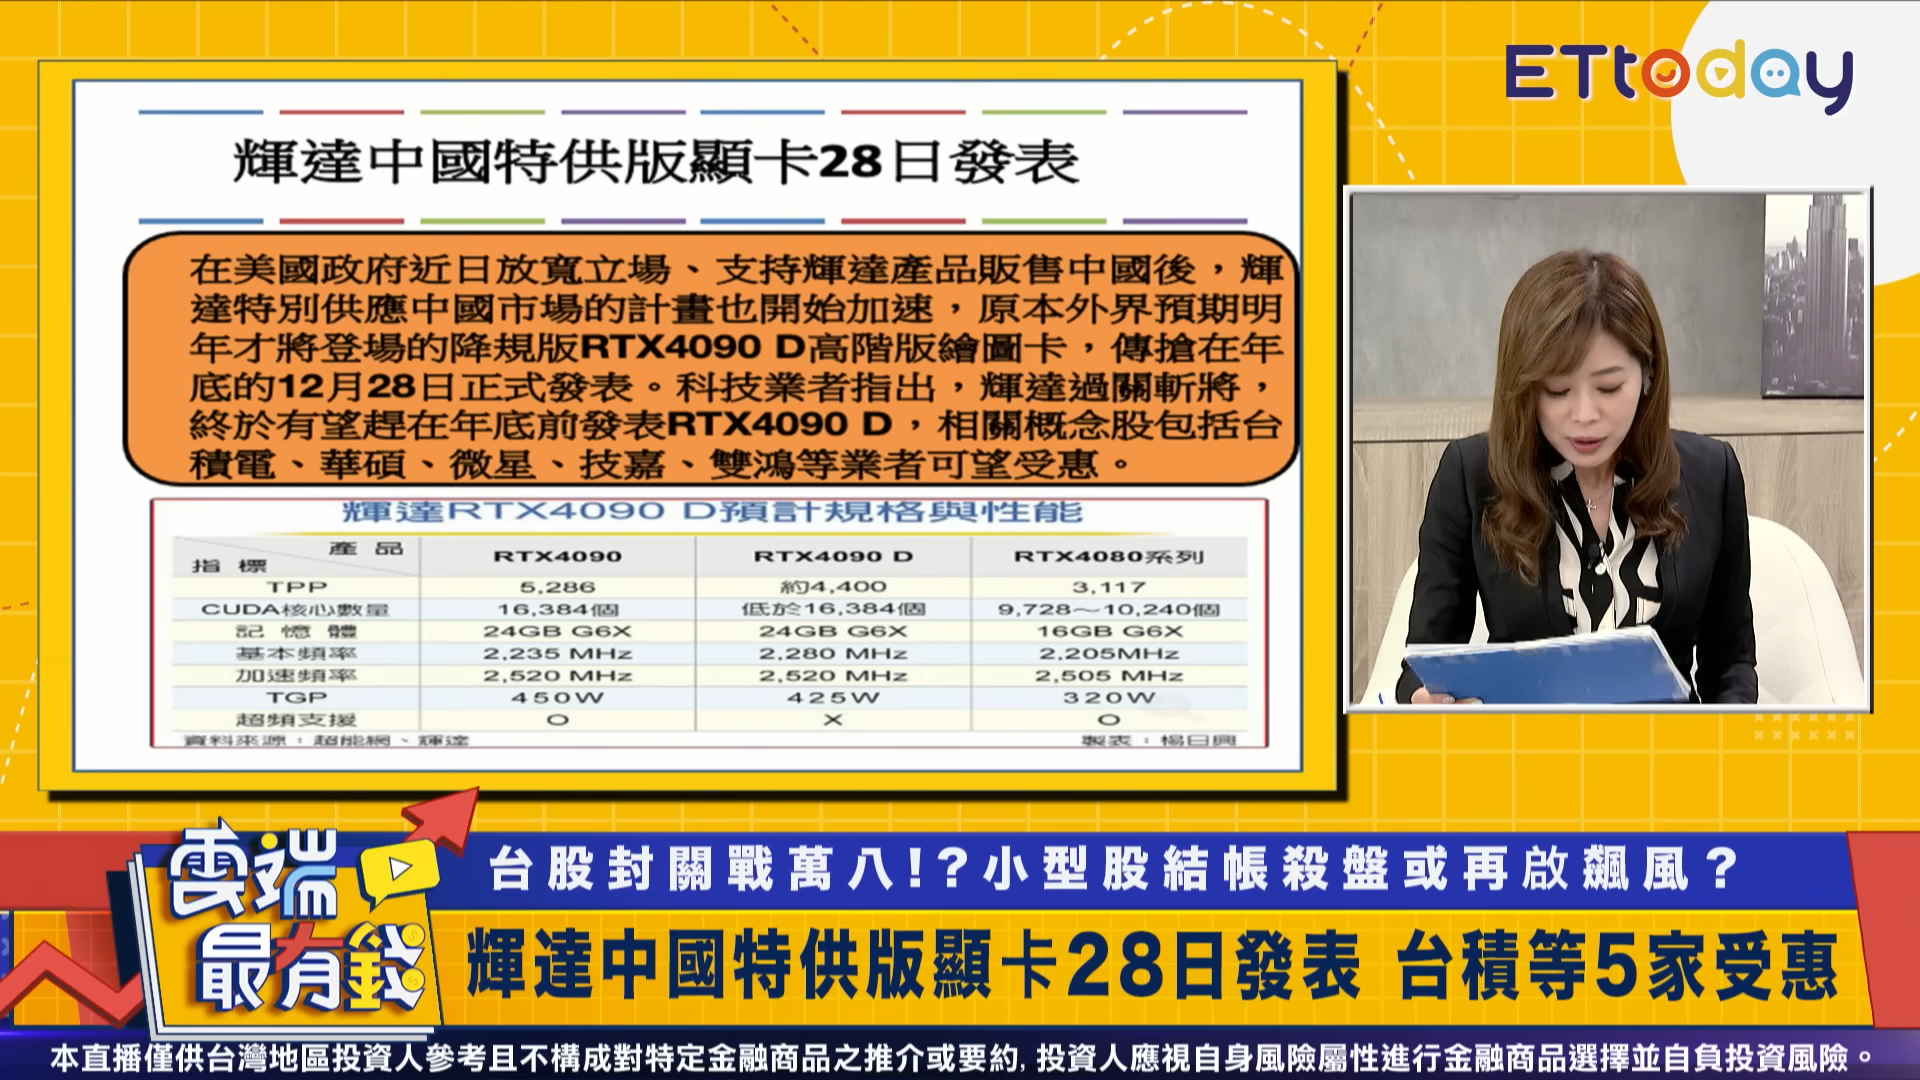 ETtoday
輝達中國特供版顯卡28日發表
在美國政府近日放寬立場、支持輝達產品販售中國後，輝
達特別供應中國市場的計畫也開始加速，原本外界預期明
年才將登場的降規版RTX4090 D高階版繪圖卡，傳搶在年
底的12月28日正式發表。科技業者指出，輝達過關斬將，
終於有望趕在年底前發表RTX4090 D，相關概念股包括台
積電、華碩、微星、技嘉、雙鴻等業者可望受惠。
輝達RTX4090 D預計規格與性能
指標 產品 RTX4090 RTX4090 D RTX4080系列
TPP 5,286 約4,400 3,117
CUDA核心數量 16,384個 低於16,384個 9,728～10,240個
記憶體 24GB G6X 24GB G6X 16GB G6X
基本頻率 2,235 MHz 2,280 MHz 2,205MHz
加速頻率 2,520 MHz 2,520 MHz 2,505 MHz
TGP 450W 425W 320W
超頻支援 O X O
資料來源：超能網、輝達 製表：楊日興
雲端
最有錢
台股封關戰萬八!?小型股結帳殺盤或再啟飆風?
輝達中國特供版顯卡28日發表 台積等5家受惠
本直播僅供台灣地區投資人參考且不構成對特定金融商品之推介或要約, 投資人應視自身風險屬性進行金融商品選擇並自負投資風險。